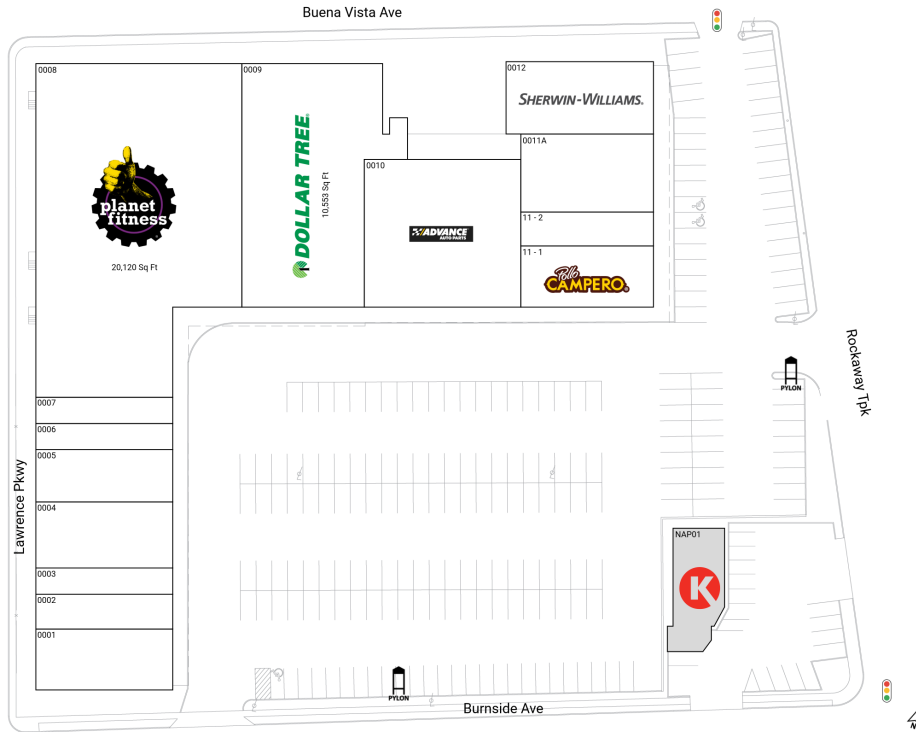 Buena Vista Ave
0008
0009
0012
SHERWIN-WILLIAMS.
0011A
DOLLAR TREE
10,553 Sq Ft
0010
planet
fitness
20,120 Sq Ft
ADVANCE
AUTO PARTS
11 - 2
11 - 1
Pollo
CAMPERO
Rockaway Tpk
PYLON
0007
0006
0005
0004
0003
0002
0001
Lawrence Pkwy
NAP01
K
PYLON
Burnside Ave
N